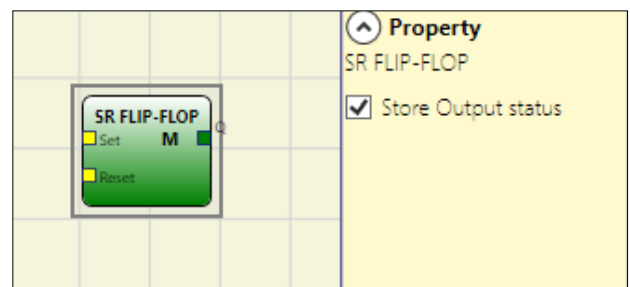 Property
SR FLIP-FLOP
Store Output status
SR FLIP-FLOP
Q
Set M
Reset